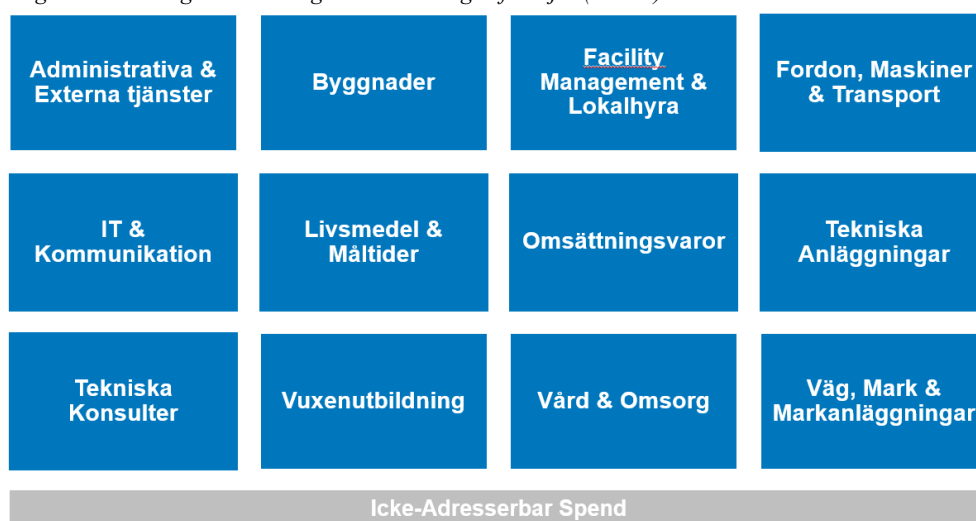 Administrativa &
Externa tjänster
Byggnader
Facility
Management &
Lokalhyra
Fordon, Maskiner
& Transport
IT &
Kommunikation
Livsmedel &
Måltider
Omsättningsvaror
Tekniska
Anläggningar
Tekniska
Konsulter
Vuxenutbildning
Vård & Omsorg
Väg, Mark &
Markanläggningar
Icke-Adresserbar Spend